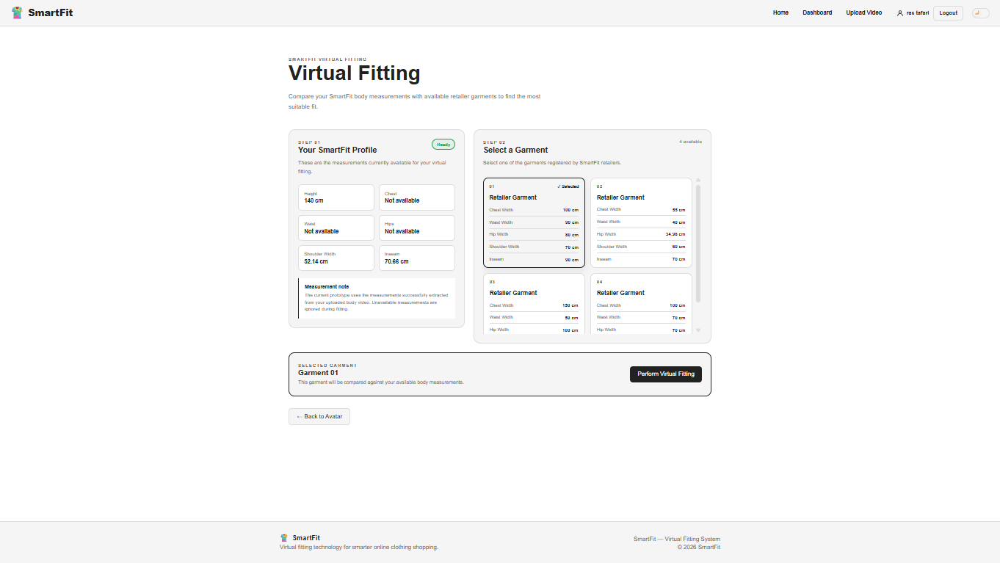 SmartFit
Home
Dashboard
Upload Video
ras tafari
Logout
SMARTFIT VIRTUAL FITTING
Virtual Fitting
Compare your SmartFit body measurements with available retailer garments to find the most
suitable fit.
STEP 01
Your SmartFit Profile
Ready
These are the measurements currently available for your virtual
fitting.
Height
140 cm
Chest
Not available
Waist
Not available
Hips
Not available
Shoulder Width
52.14 cm
Inseam
70.66 cm
Measurement note
The current prototype uses the measurements successfully extracted
from your uploaded body video. Unavailable measurements are
ignored during fitting.
STEP 02
Select a Garment
4 available
Select one of the garments registered by SmartFit retailers.
01
✓ Selected
Retailer Garment
Chest Width 100 cm
Waist Width 90 cm
Hip Width 80 cm
Shoulder Width 70 cm
Inseam 90 cm
02
Retailer Garment
Chest Width 55 cm
Waist Width 40 cm
Hip Width 34.98 cm
Shoulder Width 60 cm
Inseam 70 cm
03
Retailer Garment
Chest Width 150 cm
Waist Width 50 cm
Hip Width 100 cm
04
Retailer Garment
Chest Width 100 cm
Waist Width 70 cm
Hip Width 70 cm
SELECTED GARMENT
Garment 01
This garment will be compared against your available body measurements.
Perform Virtual Fitting
← Back to Avatar
SmartFit
Virtual fitting technology for smarter online clothing shopping.
SmartFit — Virtual Fitting System
© 2026 SmartFit